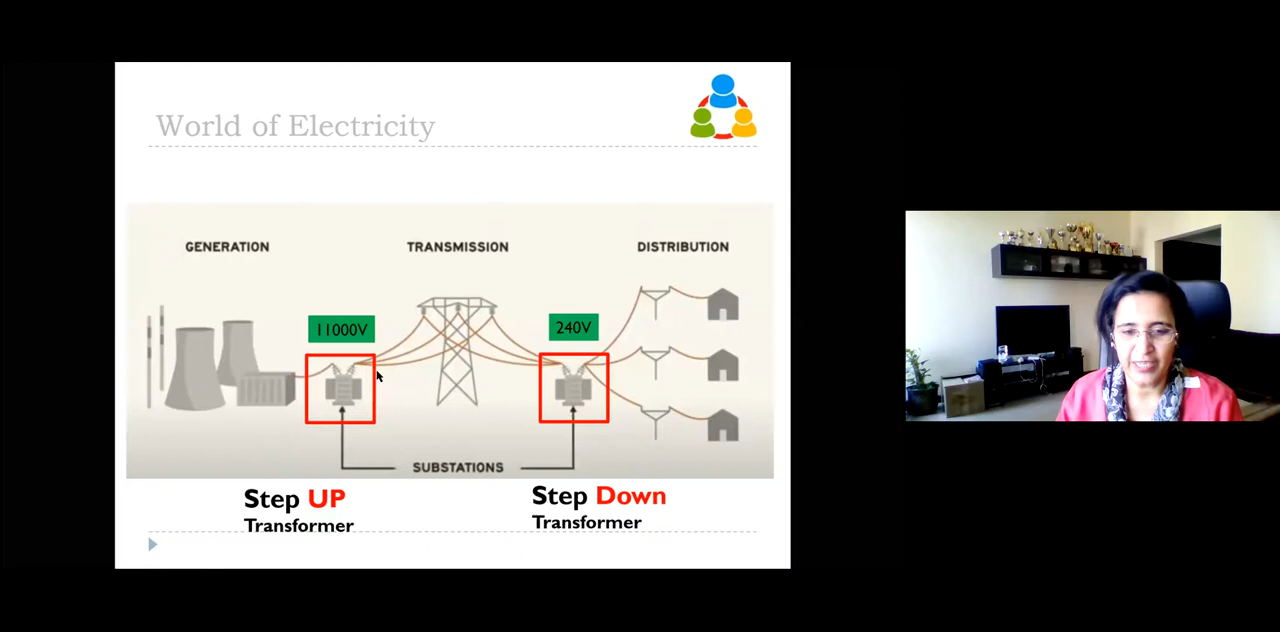 World of Electricity
GENERATION
TRANSMISSION
DISTRIBUTION
11000V
240V
SUBSTATIONS
Step UP
Transformer
Step Down
Transformer